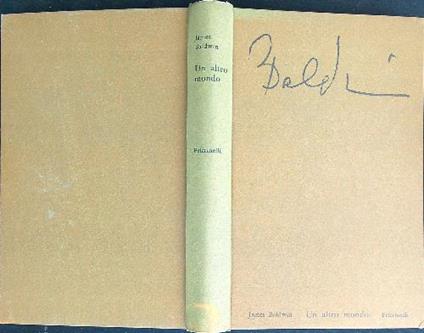 James
Baldwin
Un altro
mondo
Feltrinelli
Baldwin
James Baldwin Un altro mondo Feltrinelli